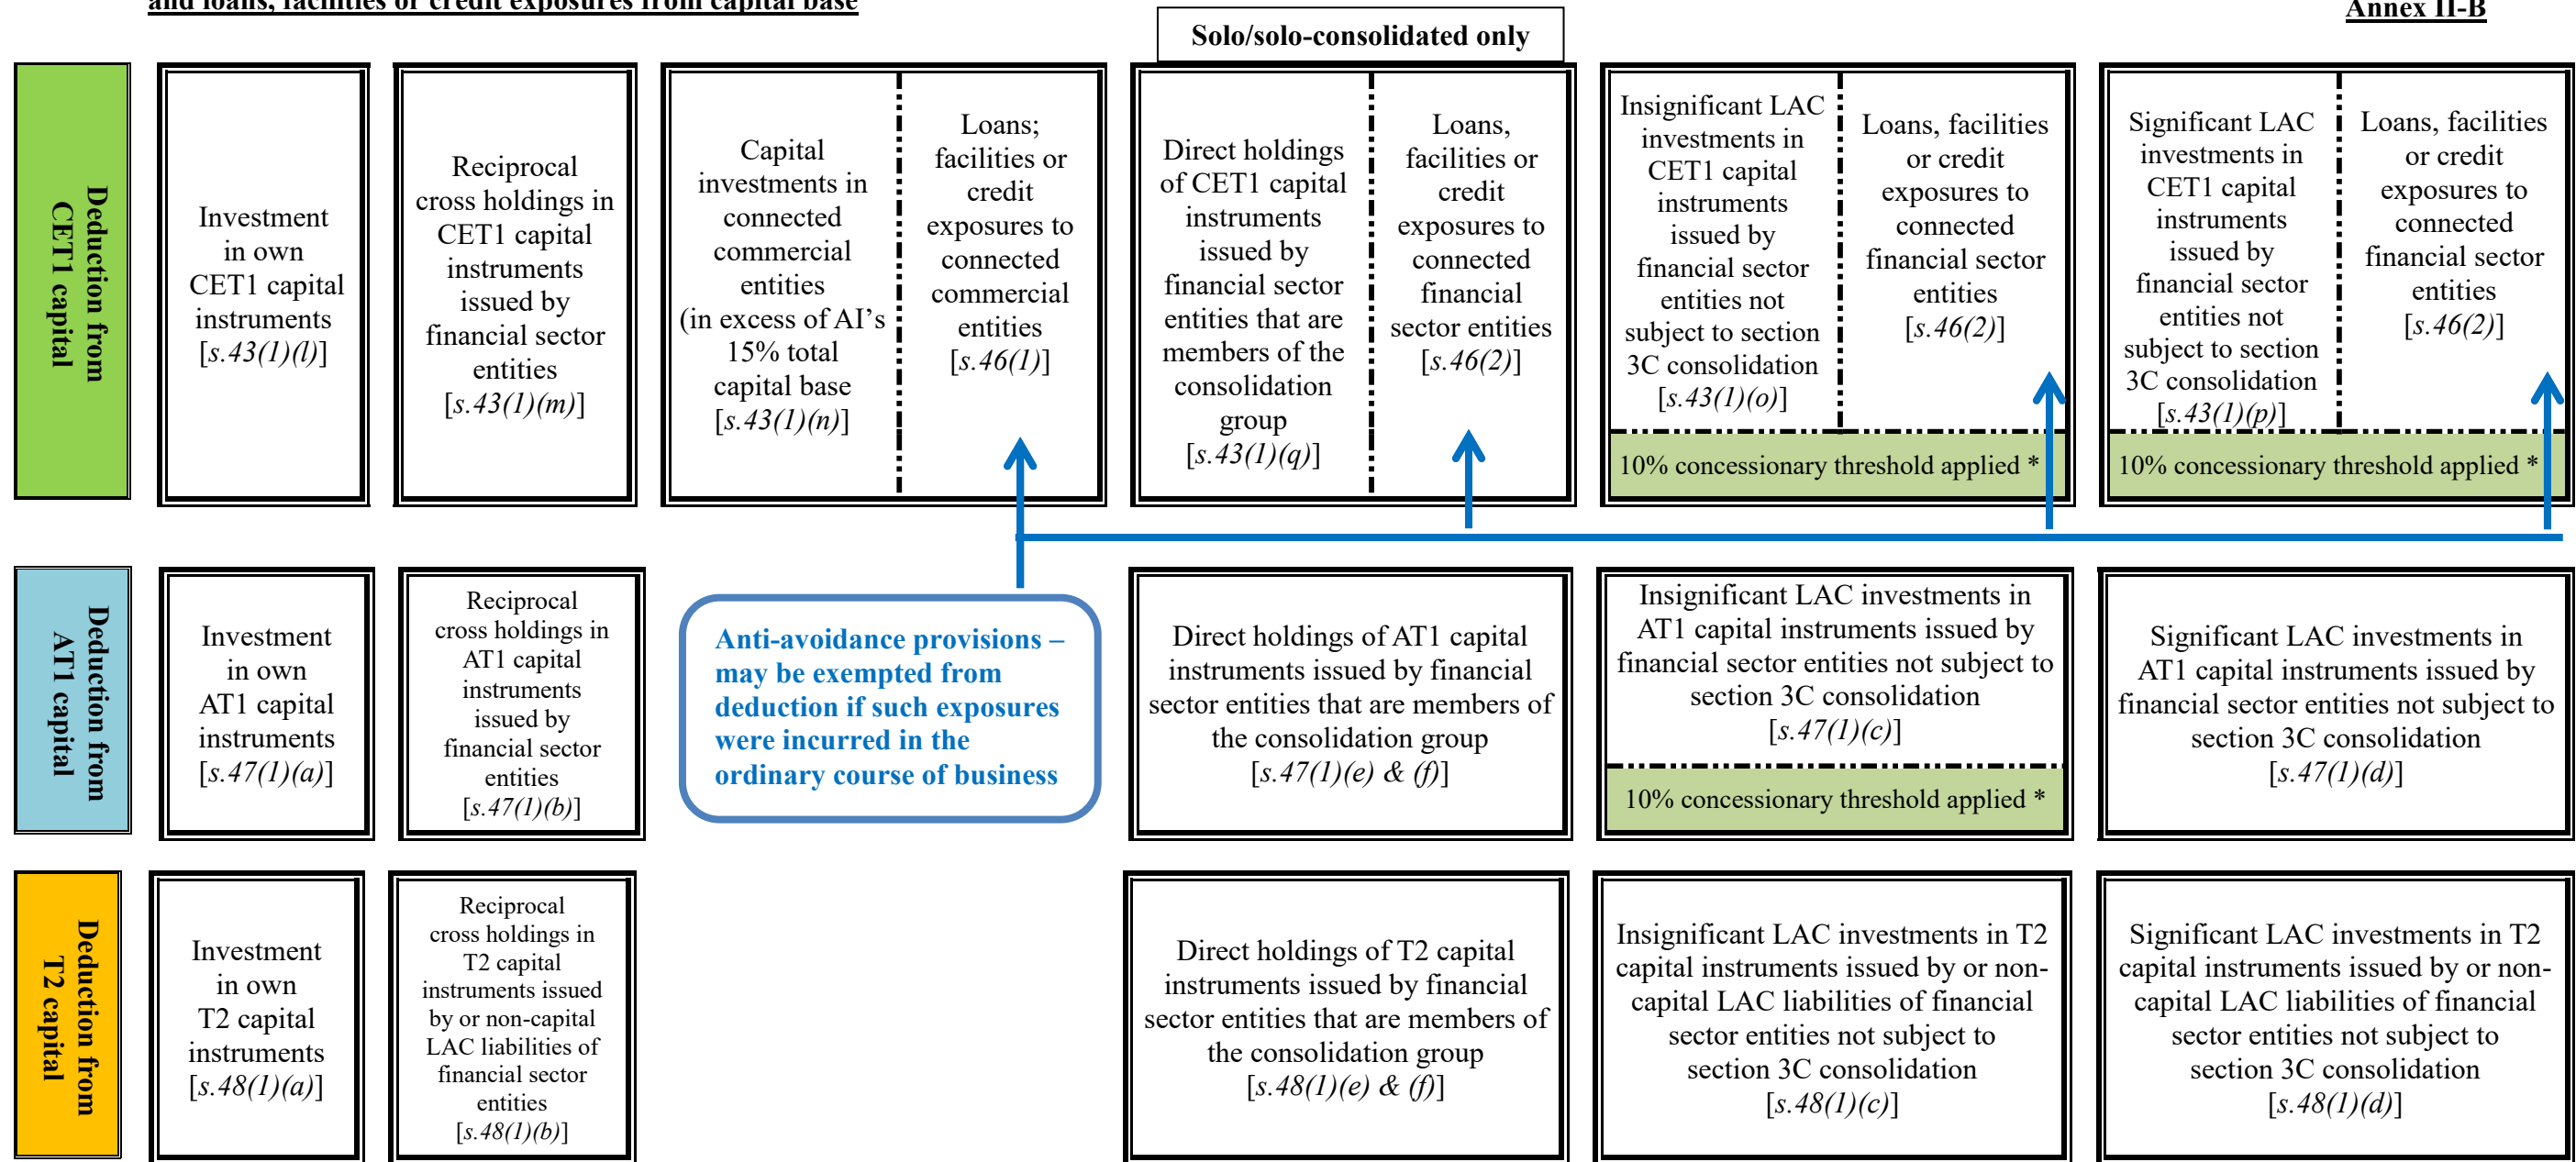 and loans, facilities or credit exposures from capital base
Annex II-B
Solo/solo-consolidated only
Deduction from
CET1 capital
Investment
in own
CET1 capital
instruments
[s.43(1)(l)]
Reciprocal
cross holdings in
CET1 capital
instruments
issued by
financial sector
entities
[s.43(1)(m)]
Capital
investments in
connected
commercial
entities
(in excess of AI’s
15% total
capital base
[s.43(1)(n)]
Loans;
facilities or
credit
exposures to
connected
commercial
entities
[s.46(1)]
Direct holdings
of CET1 capital
instruments
issued by
financial sector
entities that are
members of the
consolidation
group
[s.43(1)(q)]
Loans,
facilities or
credit
exposures to
connected
financial
sector entities
[s.46(2)]
Insignificant LAC
investments in
CET1 capital
instruments
issued by
financial sector
entities not
subject to section
3C consolidation
[s.43(1)(o)]
Loans, facilities
or credit
exposures to
connected
financial sector
entities
[s.46(2)]
10% concessionary threshold applied *
Significant LAC
investments in
CET1 capital
instruments
issued by
financial sector
entities not
subject to section
3C consolidation
[s.43(1)(p)]
Loans, facilities
or credit
exposures to
connected
financial sector
entities
[s.46(2)]
10% concessionary threshold applied *
Deduction from
AT1 capital
Investment
in own
AT1 capital
instruments
[s.47(1)(a)]
Reciprocal
cross holdings in
AT1 capital
instruments
issued by
financial sector
entities
[s.47(1)(b)]
Anti-avoidance provisions –
may be exempted from
deduction if such exposures
were incurred in the
ordinary course of business
Direct holdings of AT1 capital
instruments issued by financial
sector entities that are members of
the consolidation group
[s.47(1)(e) & (f)]
Insignificant LAC investments in
AT1 capital instruments issued by
financial sector entities not subject to
section 3C consolidation
[s.47(1)(c)]
10% concessionary threshold applied *
Significant LAC investments in
AT1 capital instruments issued by
financial sector entities not subject to
section 3C consolidation
[s.47(1)(d)]
Deduction from
T2 capital
Investment
in own
T2 capital
instruments
[s.48(1)(a)]
Reciprocal
cross holdings in
T2 capital
instruments issued
by or non-capital
LAC liabilities of
financial sector
entities
[s.48(1)(b)]
Direct holdings of T2 capital
instruments issued by financial
sector entities that are members of
the consolidation group
[s.48(1)(e) & (f)]
Insignificant LAC investments in T2
capital instruments issued by or non-
capital LAC liabilities of financial
sector entities not subject to
section 3C consolidation
[s.48(1)(c)]
Significant LAC investments in T2
capital instruments issued by or non-
capital LAC liabilities of financial
sector entities not subject to
section 3C consolidation
[s.48(1)(d)]